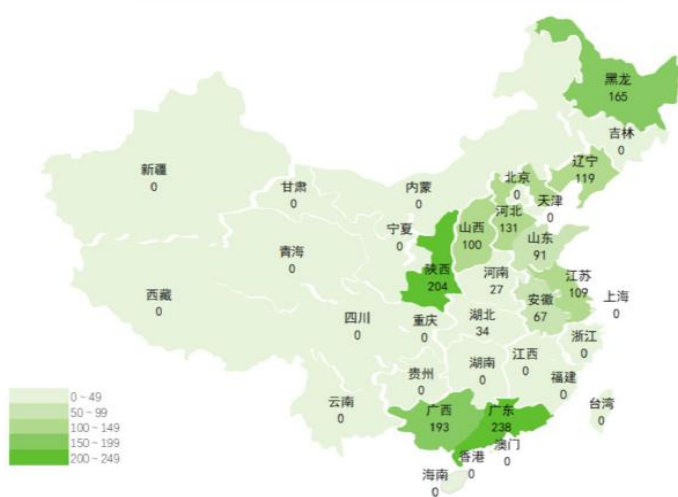 黑龙
165
吉林
0
辽宁
119
新疆
0
甘肃
0
内蒙
0
北京
0
天津
0
河北
131
宁夏
0
山西
100
山东
91
青海
0
陕西
204
河南
27
江苏
109
西藏
0
安徽
67
上海
0
四川
0
重庆
0
湖北
34
浙江
0
贵州
0
湖南
0
江西
0
福建
0
云南
0
广西
193
广东
238
台湾
0
澳门
0
香港
0
海南
0
0~49
50~99
100~149
150~199
200~249